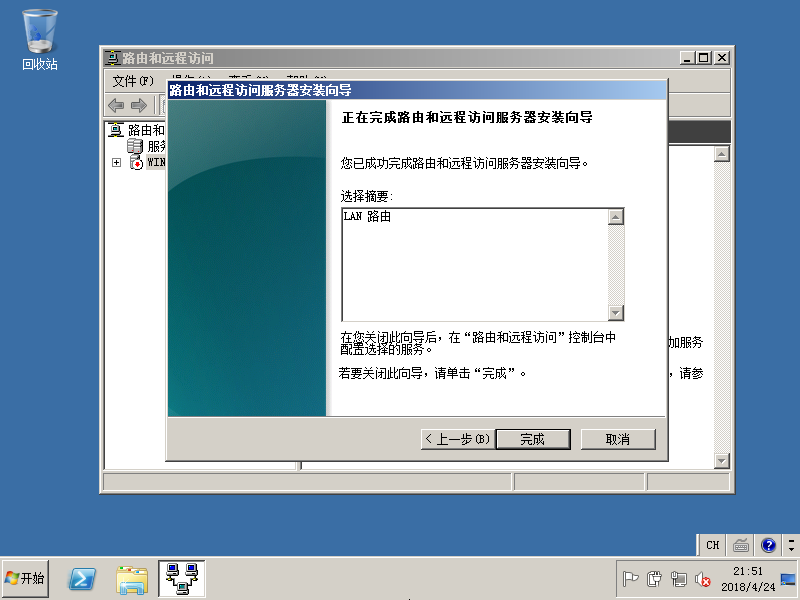 回收站
路由和远程访问
文件(F)
路由和远程访问服务器安装向导
路由和
服务
WIN
正在完成路由和远程访问服务器安装向导
您已成功完成路由和远程访问服务器安装向导。
选择摘要:
LAN 路由
在您关闭此向导后，在“路由和远程访问”控制台中
配置选择的服务。
加服务
若要关闭此向导，请单击“完成”。
，请参
< 上一步(B)
完成
取消
CH
开始
21:51
2018/4/24